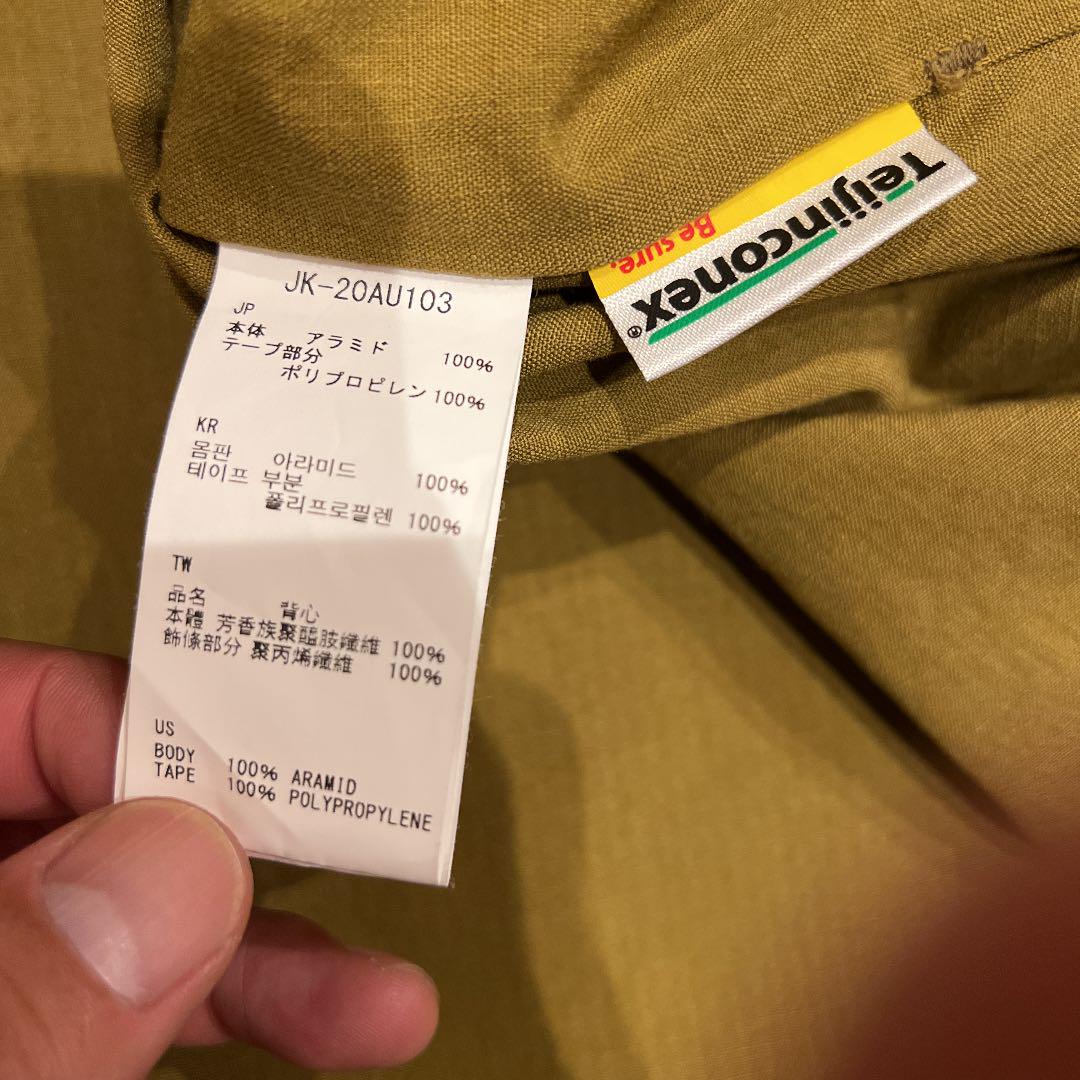 JK-20AU103
JP
本体 アラミド 100%
テープ部分
ポリプロピレン 100%
KR
몸판 아라미드 100%
테이프 부분
폴리프로필렌 100%
TW
品名 背心
本體 芳香族聚醯胺纖維 100%
飾條部分 聚丙烯纖維 100%
US
BODY 100% ARAMID
TAPE 100% POLYPROPYLENE
Teijinconex®
Be sure.